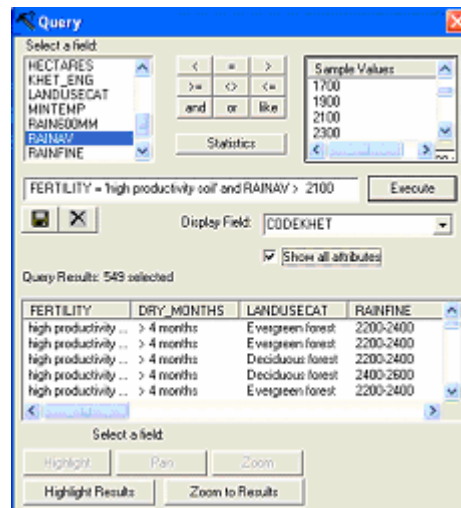 Query
Select a field:
HECTARES
KHET_ENG
LANDUSECAT
MINTEMP
RAIN600MM
RAINAV
RAINFINE
< = >
>= <> <=
and or like
Statistics
Sample Values
1700
1900
2100
2300
FERTILITY = 'high productivity soil' and RAINAV > 2100
Execute
Display Field: CODEKHET
Show all attributes
Query Results: 549 selected
FERTILITY DRY_MONTHS LANDUSECAT RAINFINE
high productivity ... > 4 months Evergreen forest 2200-2400
high productivity ... > 4 months Evergreen forest 2200-2400
high productivity ... > 4 months Deciduous forest 2200-2400
high productivity ... > 4 months Deciduous forest 2400-2600
high productivity ... > 4 months Evergreen forest 2200-2400
Select a field:
Highlight Pan Zoom
Highlight Results Zoom to Results